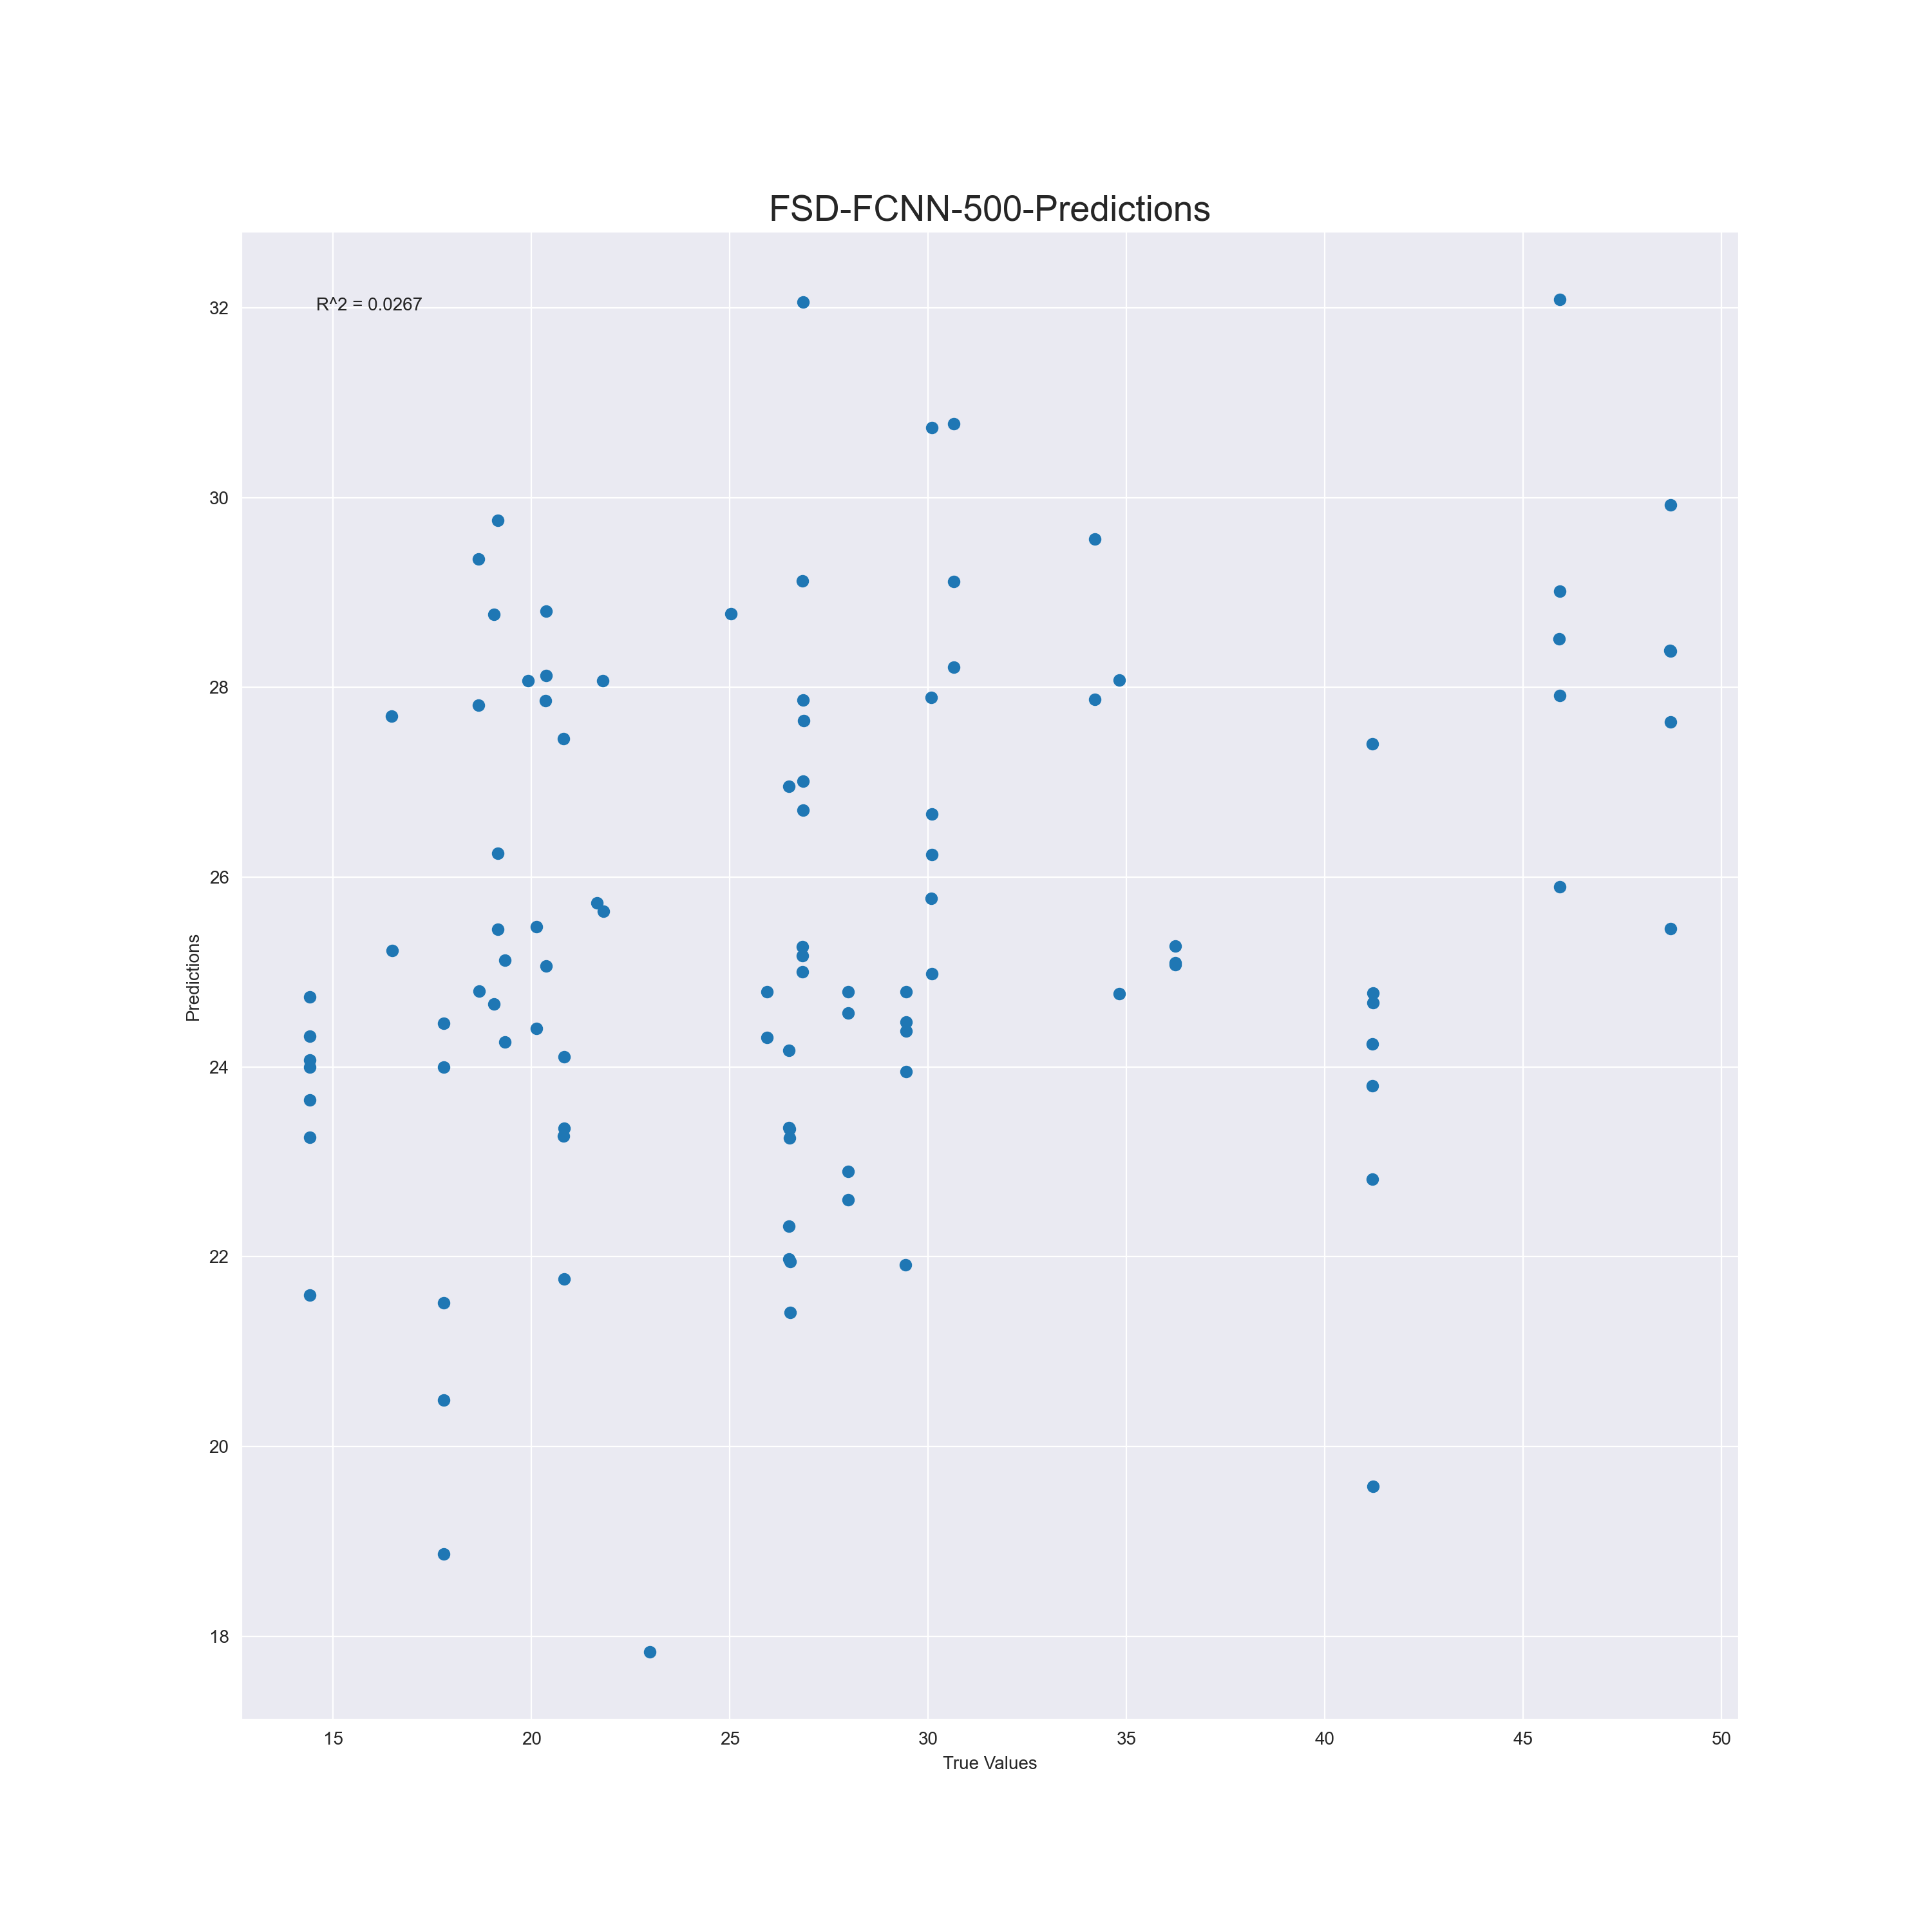 FSD-FCNN-500-Predictions
R^2 = 0.0267
32
30
28
26
24
22
20
18
Predictions
15 20 25 30 35 40 45 50
True Values